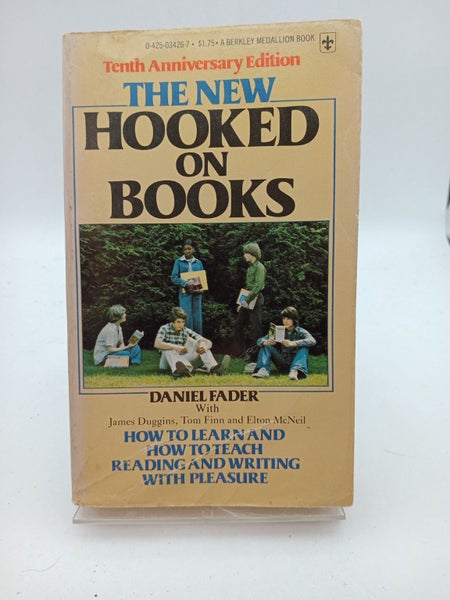 0-425-03426-7 • $1.75 • A BERKLEY MEDALLION BOOK
Tenth Anniversary Edition
THE NEW
HOOKED
ON
BOOKS
DANIEL FADER
With
James Duggins, Tom Finn and Elton McNeil
HOW TO LEARN AND
HOW TO TEACH
READING AND WRITING
WITH PLEASURE